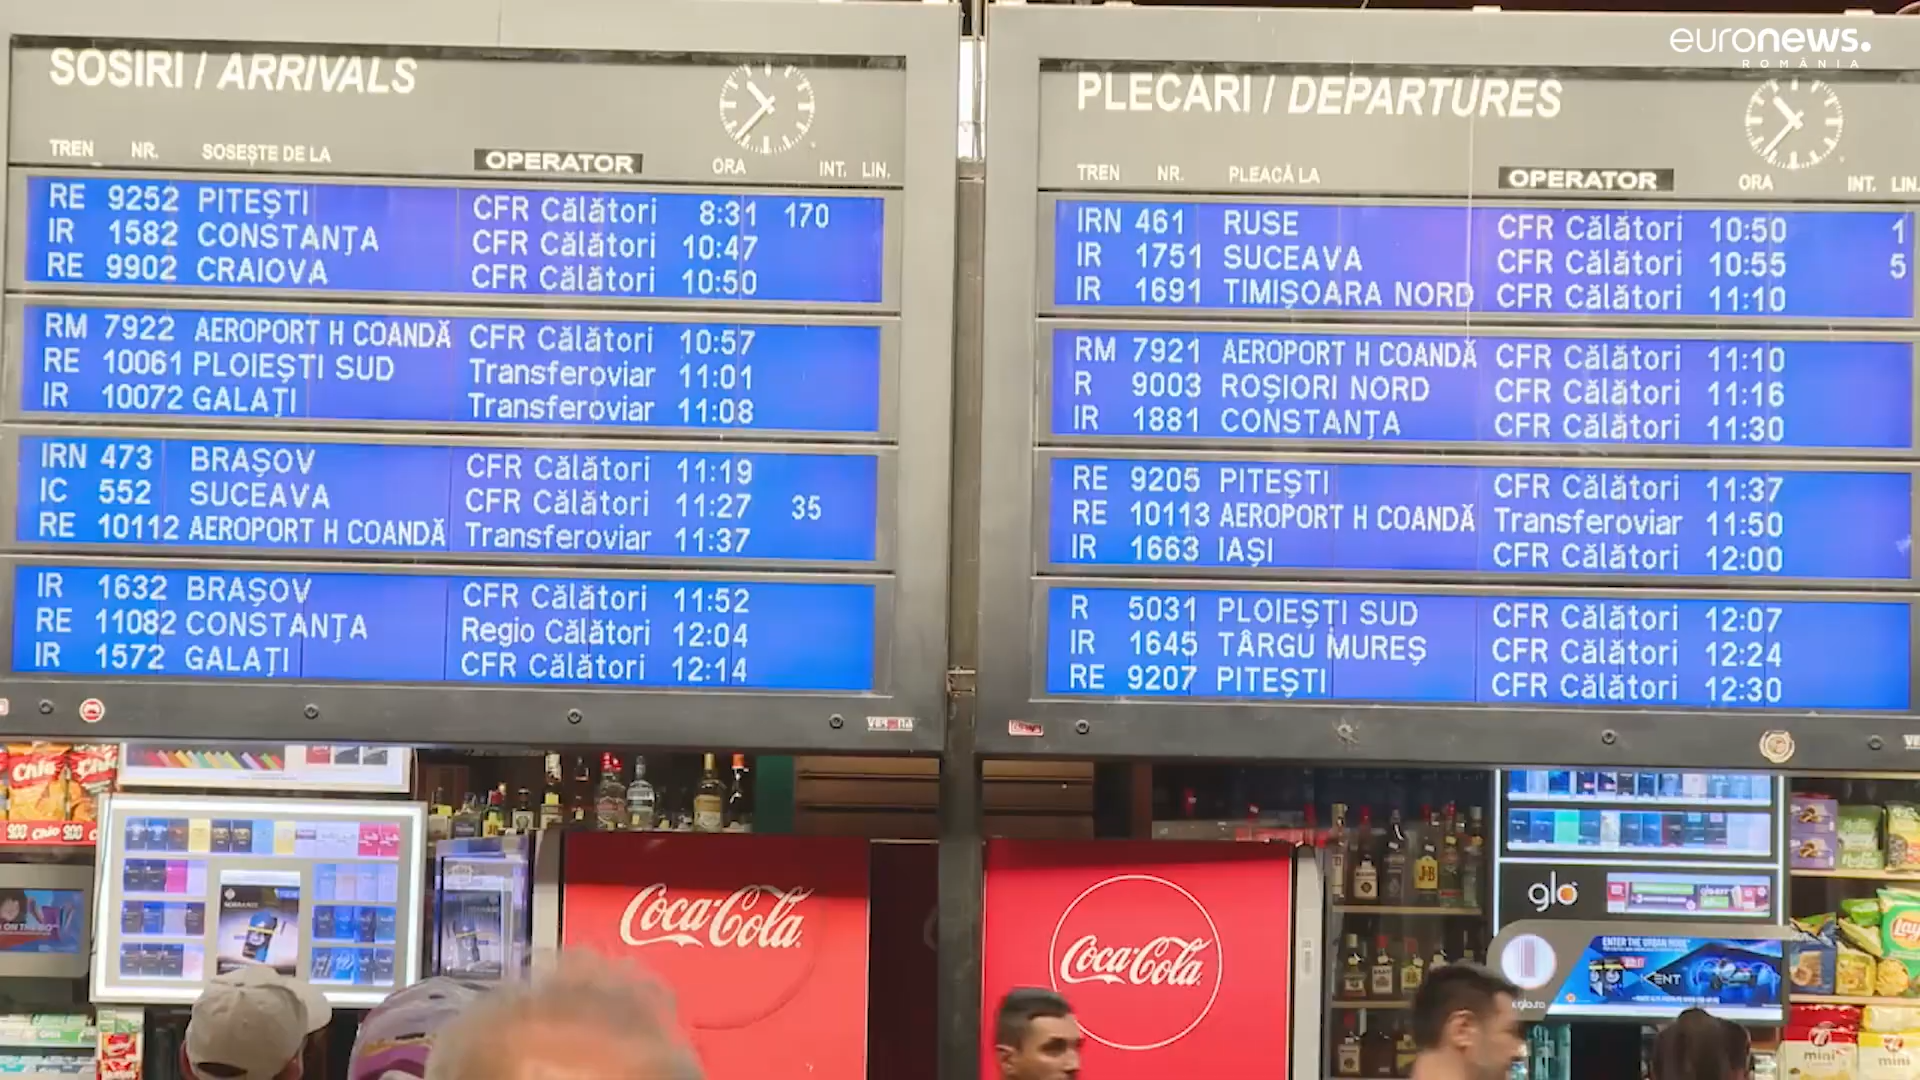 euronews.
ROMÂNIA
SOSIRI / ARRIVALS
TREN NR. SOSEȘTE DE LA OPERATOR ORA INT. LIN.
RE 9252 PITEȘTI CFR Călători 8:31 170
IR 1582 CONSTANȚA CFR Călători 10:47
RE 9902 CRAIOVA CFR Călători 10:50
RM 7922 AEROPORT H COANDĂ CFR Călători 10:57
RE 10061 PLOIEȘTI SUD Transferoviar 11:01
IR 10072 GALAȚI Transferoviar 11:08
IRN 473 BRAȘOV CFR Călători 11:19
IC 552 SUCEAVA CFR Călători 11:27 35
RE 10112 AEROPORT H COANDĂ Transferoviar 11:37
IR 1632 BRAȘOV CFR Călători 11:52
RE 11082 CONSTANȚA Regio Călători 12:04
IR 1572 GALAȚI CFR Călători 12:14
PLECARI / DEPARTURES
TREN NR. PLEACĂ LA OPERATOR ORA INT. LIN.
IRN 461 RUSE CFR Călători 10:50 1
IR 1751 SUCEAVA CFR Călători 10:55 5
IR 1691 TIMIȘOARA NORD CFR Călători 11:10
RM 7921 AEROPORT H COANDĂ CFR Călători 11:10
R 9003 ROȘIORI NORD CFR Călători 11:16
IR 1881 CONSTANȚA CFR Călători 11:30
RE 9205 PITEȘTI CFR Călători 11:37
RE 10113 AEROPORT H COANDĂ Transferoviar 11:50
IR 1663 IAȘI CFR Călători 12:00
R 5031 PLOIEȘTI SUD CFR Călători 12:07
IR 1645 TÂRGU MUREȘ CFR Călători 12:24
RE 9207 PITEȘTI CFR Călători 12:30
Chio
Chio
Coca-Cola
Coca-Cola
J&B
glo
ENTER THE URBAN MODE
KENT
Lay's
mini
mini